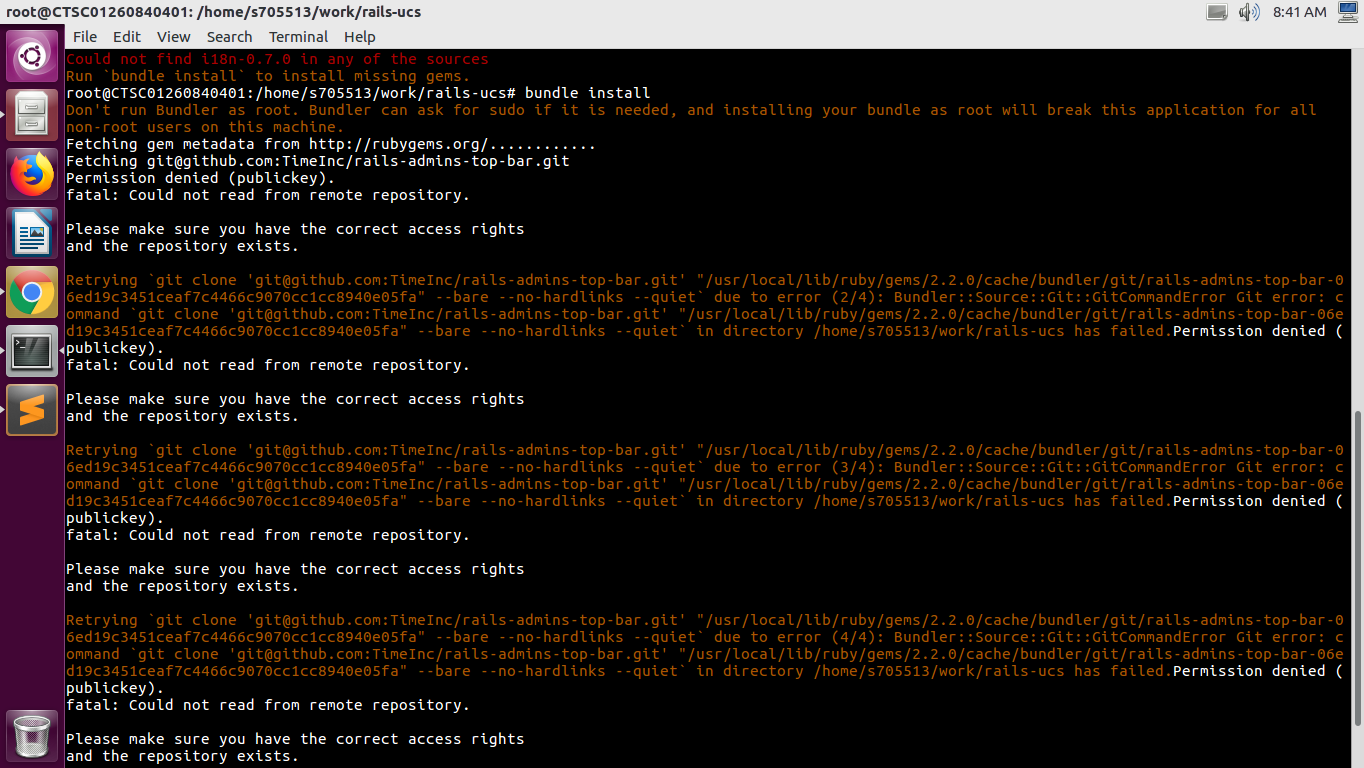 root@CTSC01260840401: /home/s705513/work/rails-ucs
8:41 AM
File Edit View Search Terminal Help
Could not find i18n-0.7.0 in any of the sources
Run `bundle install` to install missing gems.
root@CTSC01260840401:/home/s705513/work/rails-ucs# bundle install
Don't run Bundler as root. Bundler can ask for sudo if it is needed, and installing your bundle as root will break this application for all
non-root users on this machine.
Fetching gem metadata from http://rubygems.org/............
Fetching git@github.com:TimeInc/rails-admins-top-bar.git
Permission denied (publickey).
fatal: Could not read from remote repository.
Please make sure you have the correct access rights
and the repository exists.
Retrying `git clone 'git@github.com:TimeInc/rails-admins-top-bar.git' "/usr/local/lib/ruby/gems/2.2.0/cache/bundler/git/rails-admins-top-bar-0
6ed19c3451ceaf7c4466c9070cc1cc8940e05fa" --bare --no-hardlinks --quiet` due to error (2/4): Bundler::Source::Git::GitCommandError Git error: c
ommand `git clone 'git@github.com:TimeInc/rails-admins-top-bar.git' "/usr/local/lib/ruby/gems/2.2.0/cache/bundler/git/rails-admins-top-bar-06e
d19c3451ceaf7c4466c9070cc1cc8940e05fa" --bare --no-hardlinks --quiet` in directory /home/s705513/work/rails-ucs has failed.Permission denied (
publickey).
fatal: Could not read from remote repository.
Please make sure you have the correct access rights
and the repository exists.
Retrying `git clone 'git@github.com:TimeInc/rails-admins-top-bar.git' "/usr/local/lib/ruby/gems/2.2.0/cache/bundler/git/rails-admins-top-bar-0
6ed19c3451ceaf7c4466c9070cc1cc8940e05fa" --bare --no-hardlinks --quiet` due to error (3/4): Bundler::Source::Git::GitCommandError Git error: c
ommand `git clone 'git@github.com:TimeInc/rails-admins-top-bar.git' "/usr/local/lib/ruby/gems/2.2.0/cache/bundler/git/rails-admins-top-bar-06e
d19c3451ceaf7c4466c9070cc1cc8940e05fa" --bare --no-hardlinks --quiet` in directory /home/s705513/work/rails-ucs has failed.Permission denied (
publickey).
fatal: Could not read from remote repository.
Please make sure you have the correct access rights
and the repository exists.
Retrying `git clone 'git@github.com:TimeInc/rails-admins-top-bar.git' "/usr/local/lib/ruby/gems/2.2.0/cache/bundler/git/rails-admins-top-bar-0
6ed19c3451ceaf7c4466c9070cc1cc8940e05fa" --bare --no-hardlinks --quiet` due to error (4/4): Bundler::Source::Git::GitCommandError Git error: c
ommand `git clone 'git@github.com:TimeInc/rails-admins-top-bar.git' "/usr/local/lib/ruby/gems/2.2.0/cache/bundler/git/rails-admins-top-bar-06e
d19c3451ceaf7c4466c9070cc1cc8940e05fa" --bare --no-hardlinks --quiet` in directory /home/s705513/work/rails-ucs has failed.Permission denied (
publickey).
fatal: Could not read from remote repository.
Please make sure you have the correct access rights
and the repository exists.